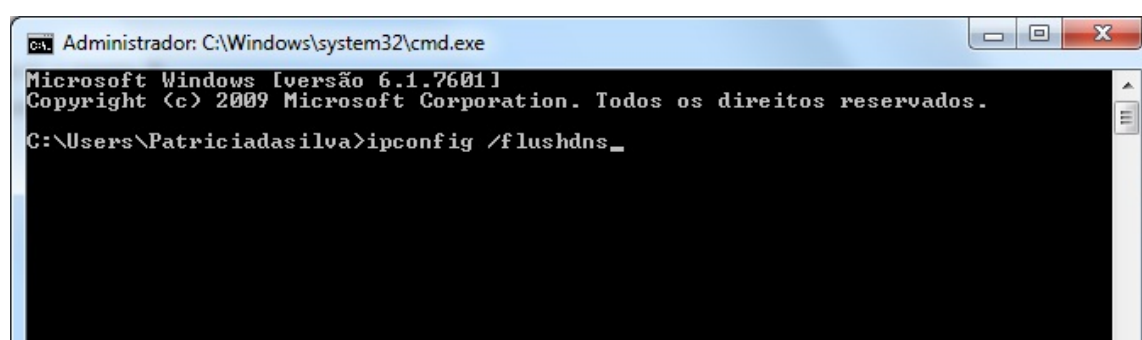 Administrador: C:\Windows\system32\cmd.exe
Microsoft Windows [versão 6.1.7601]
Copyright (c) 2009 Microsoft Corporation. Todos os direitos reservados.
C:\Users\Patriciadasilva>ipconfig /flushdns_